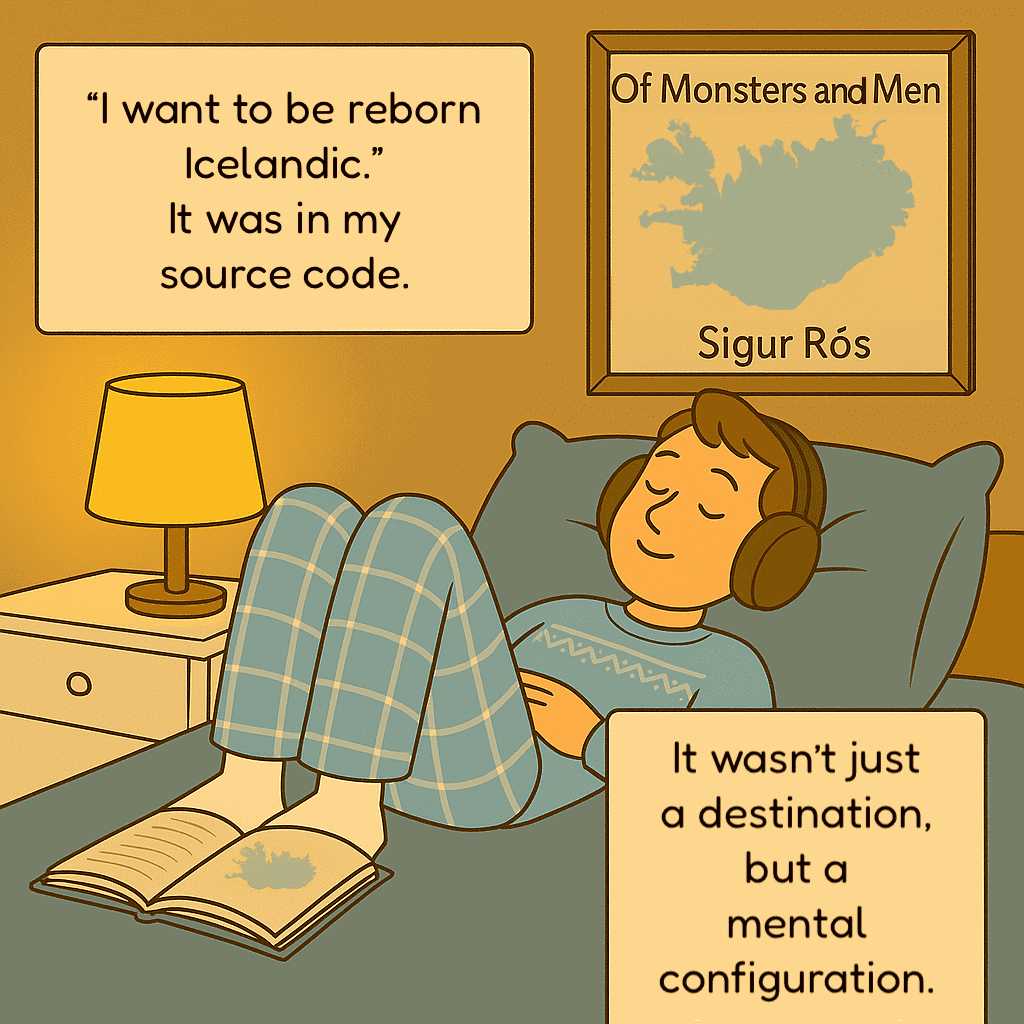 “I want to be reborn
Icelandic.”
It was in my
source code.
Of Monsters and Men
Sigur Rós
It wasn’t just
a destination,
but a
mental
configuration.